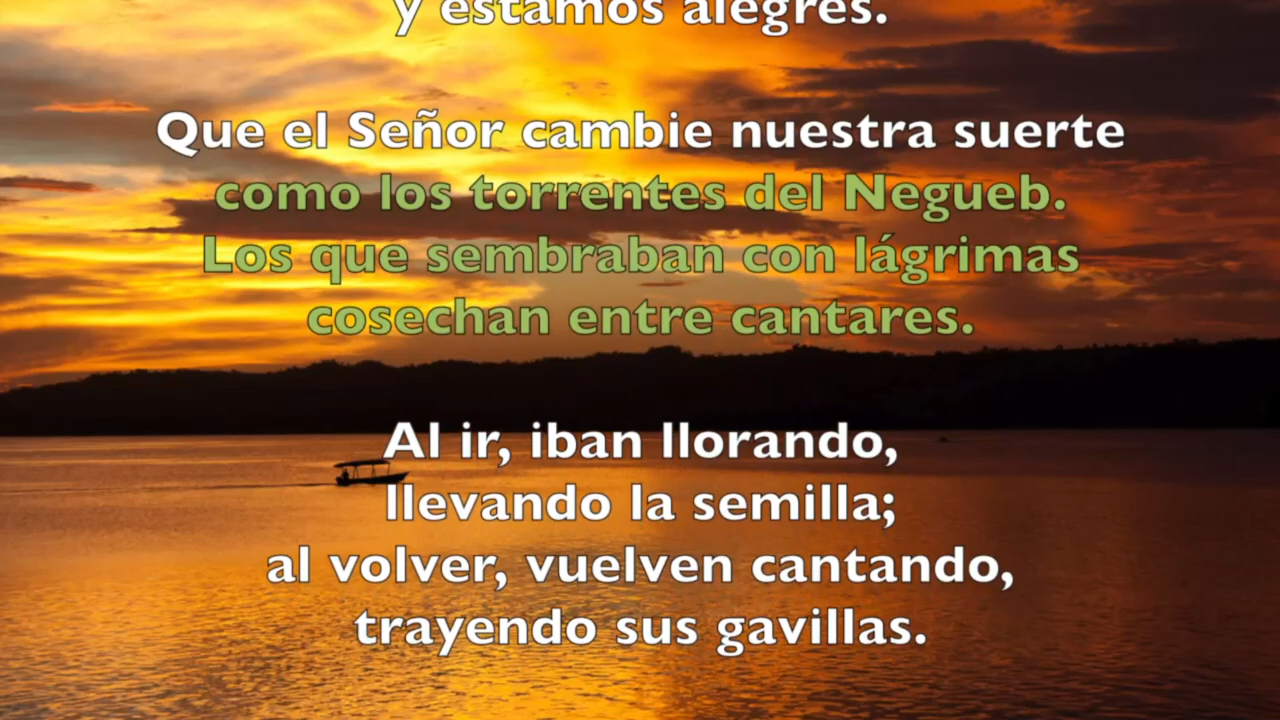 y estamos alegres.
Que el Señor cambie nuestra suerte
como los torrentes del Negueb.
Los que sembraban con lágrimas
cosechan entre cantares.
Al ir, iban llorando,
llevando la semilla;
al volver, vuelven cantando,
trayendo sus gavillas.